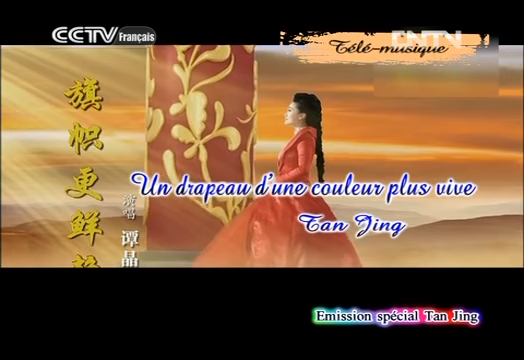 CCTV Français
CNTV
Télé-musique
旗帜更鲜艳
演唱 谭晶
Un drapeau d'une couleur plus vive
Tan Jing
Emission spécial Tan Jing